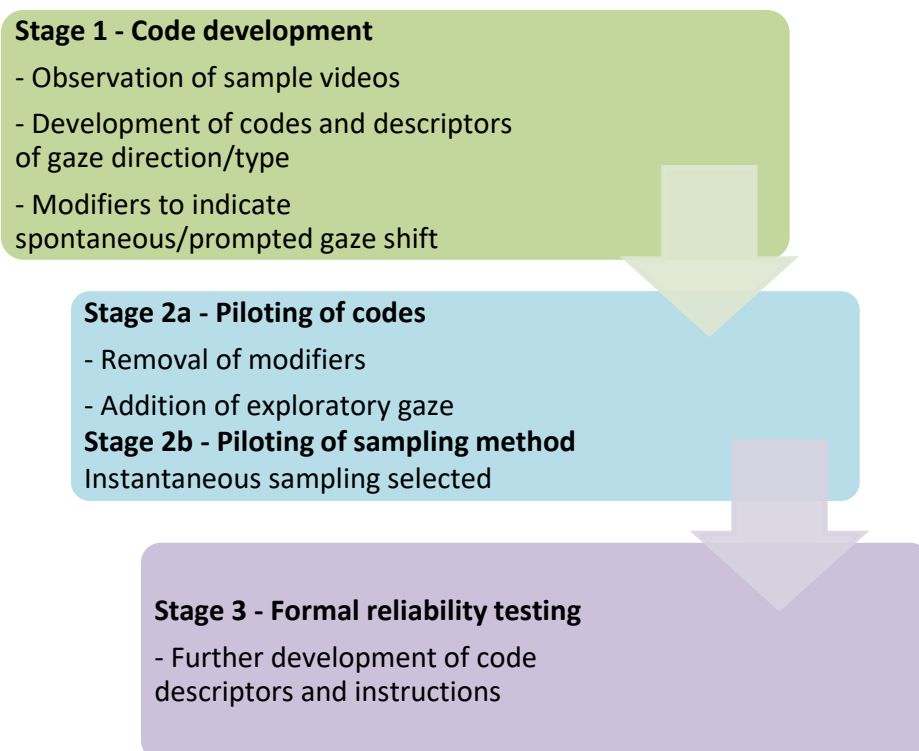 Stage 1 - Code development
- Observation of sample videos
- Development of codes and descriptors
of gaze direction/type
- Modifiers to indicate
spontaneous/prompted gaze shift
Stage 2a - Piloting of codes
- Removal of modifiers
- Addition of exploratory gaze
Stage 2b - Piloting of sampling method
Instantaneous sampling selected
Stage 3 - Formal reliability testing
- Further development of code
descriptors and instructions